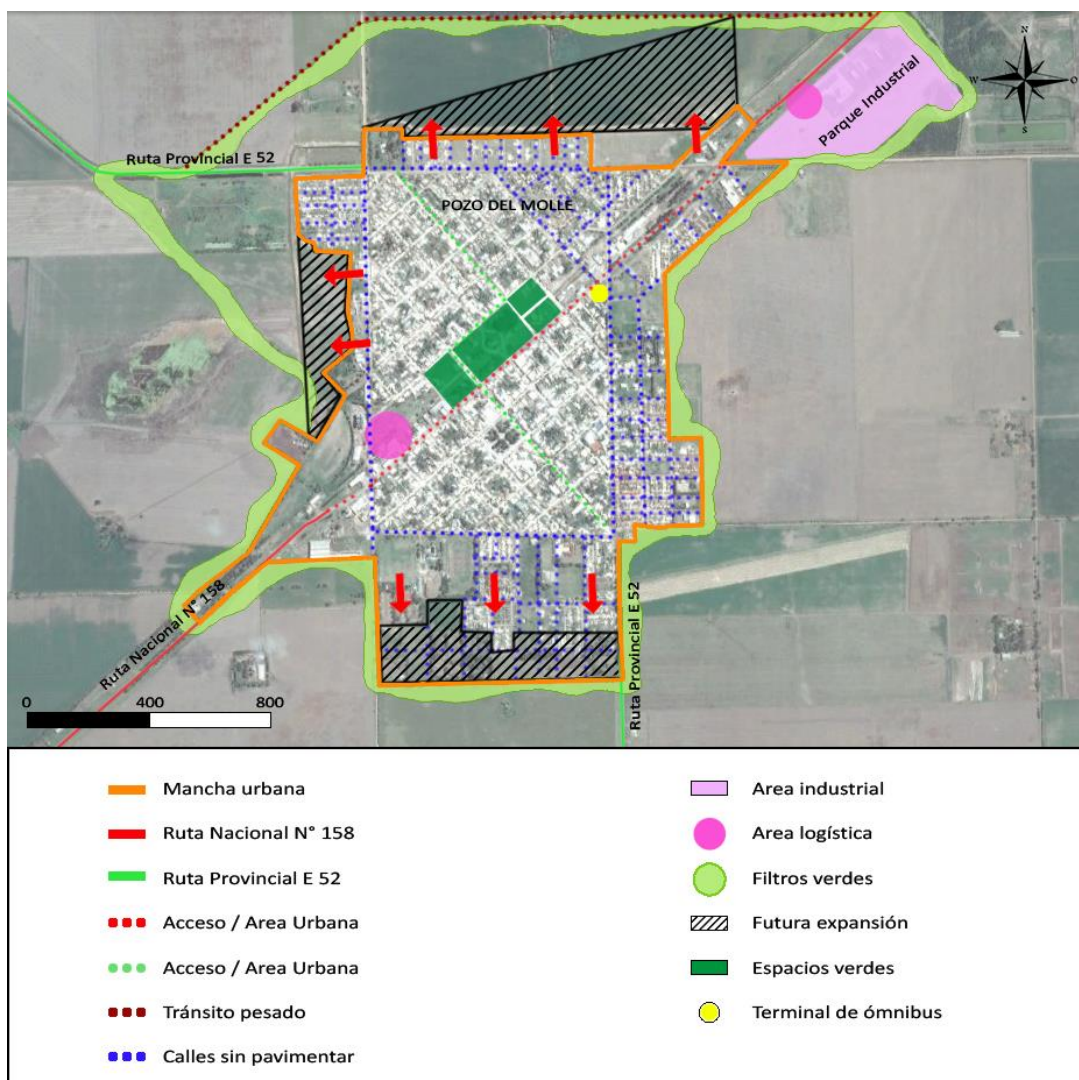 N
W
O
S
Parque Industrial
Ruta Provincial E 52
POZO DEL MOLLE
Ruta Nacional N° 158
Ruta Provincial E 52
0 400 800
Mancha urbana
Ruta Nacional N° 158
Ruta Provincial E 52
Acceso / Area Urbana
Acceso / Area Urbana
Tránsito pesado
Calles sin pavimentar
Area industrial
Area logística
Filtros verdes
Futura expansión
Espacios verdes
Terminal de ómnibus